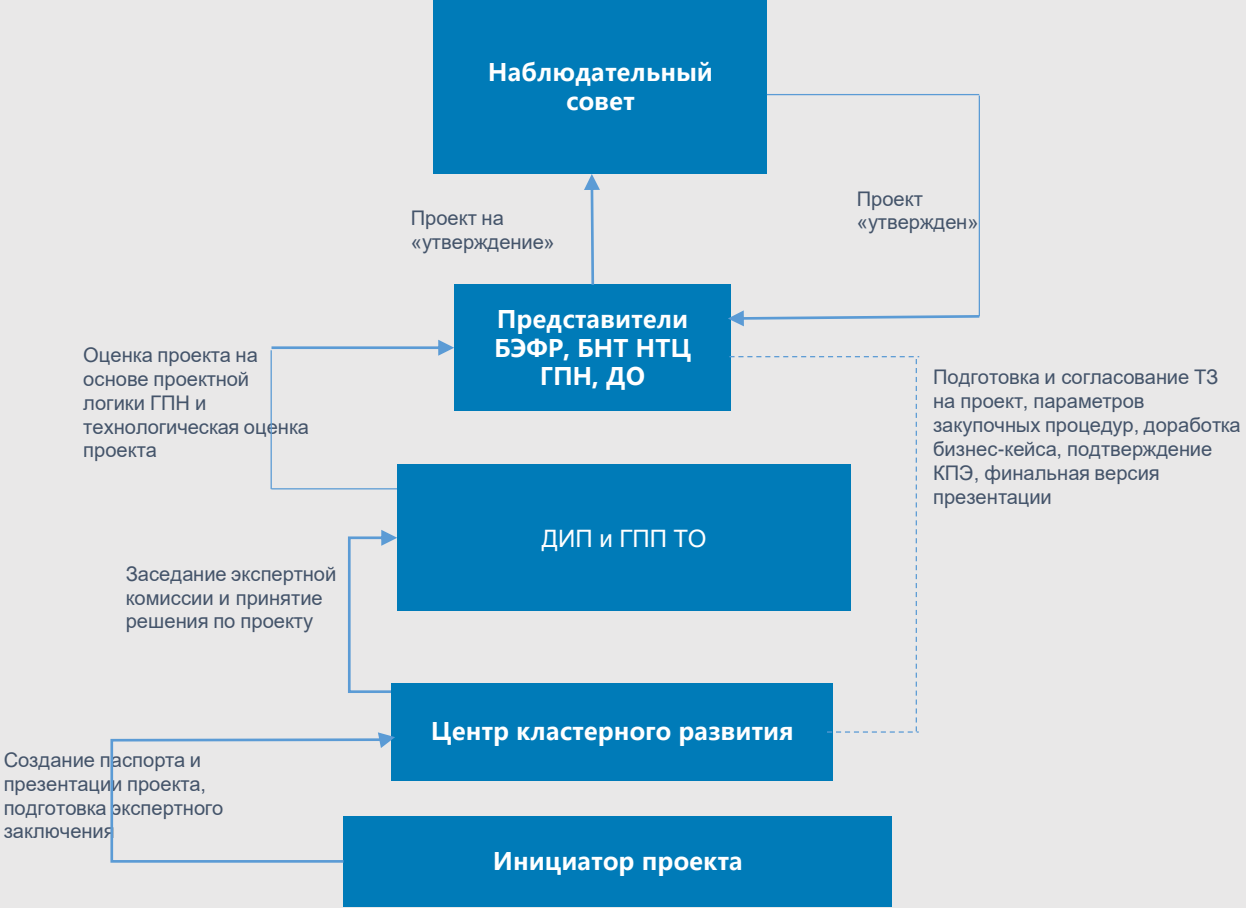 Наблюдательный
совет
Проект на
«утверждение»
Проект
«утвержден»
Представители
БЭФР, БНТ НТЦ
ГПН, ДО
Оценка проекта на
основе проектной
логики ГПН и
технологическая оценка
проекта
Подготовка и согласование ТЗ
на проект, параметров
закупочных процедур, доработка
бизнес-кейса, подтверждение
КПЭ, финальная версия
презентации
ДИП и ГПП ТО
Заседание экспертной
комиссии и принятие
решения по проекту
Центр кластерного развития
Создание паспорта и
презентации проекта,
подготовка экспертного
заключения
Инициатор проекта